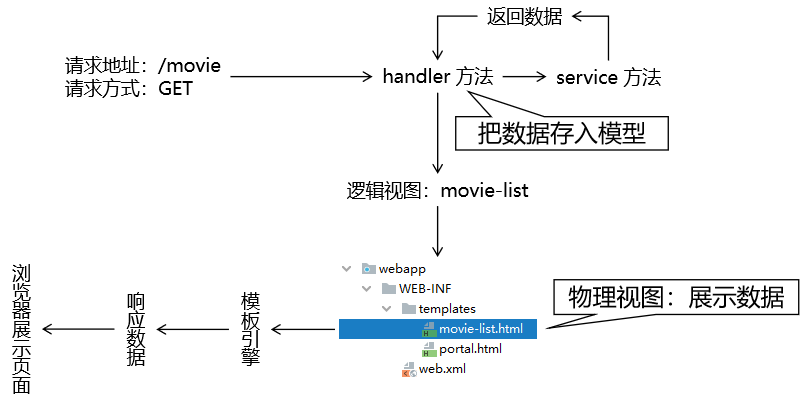 返回数据
请求地址：/movie
请求方式：GET
handler 方法
service 方法
把数据存入模型
逻辑视图：movie-list
webapp
WEB-INF
templates
movie-list.html
portal.html
web.xml
物理视图：展示数据
模板引擎
响应数据
浏览器展示页面